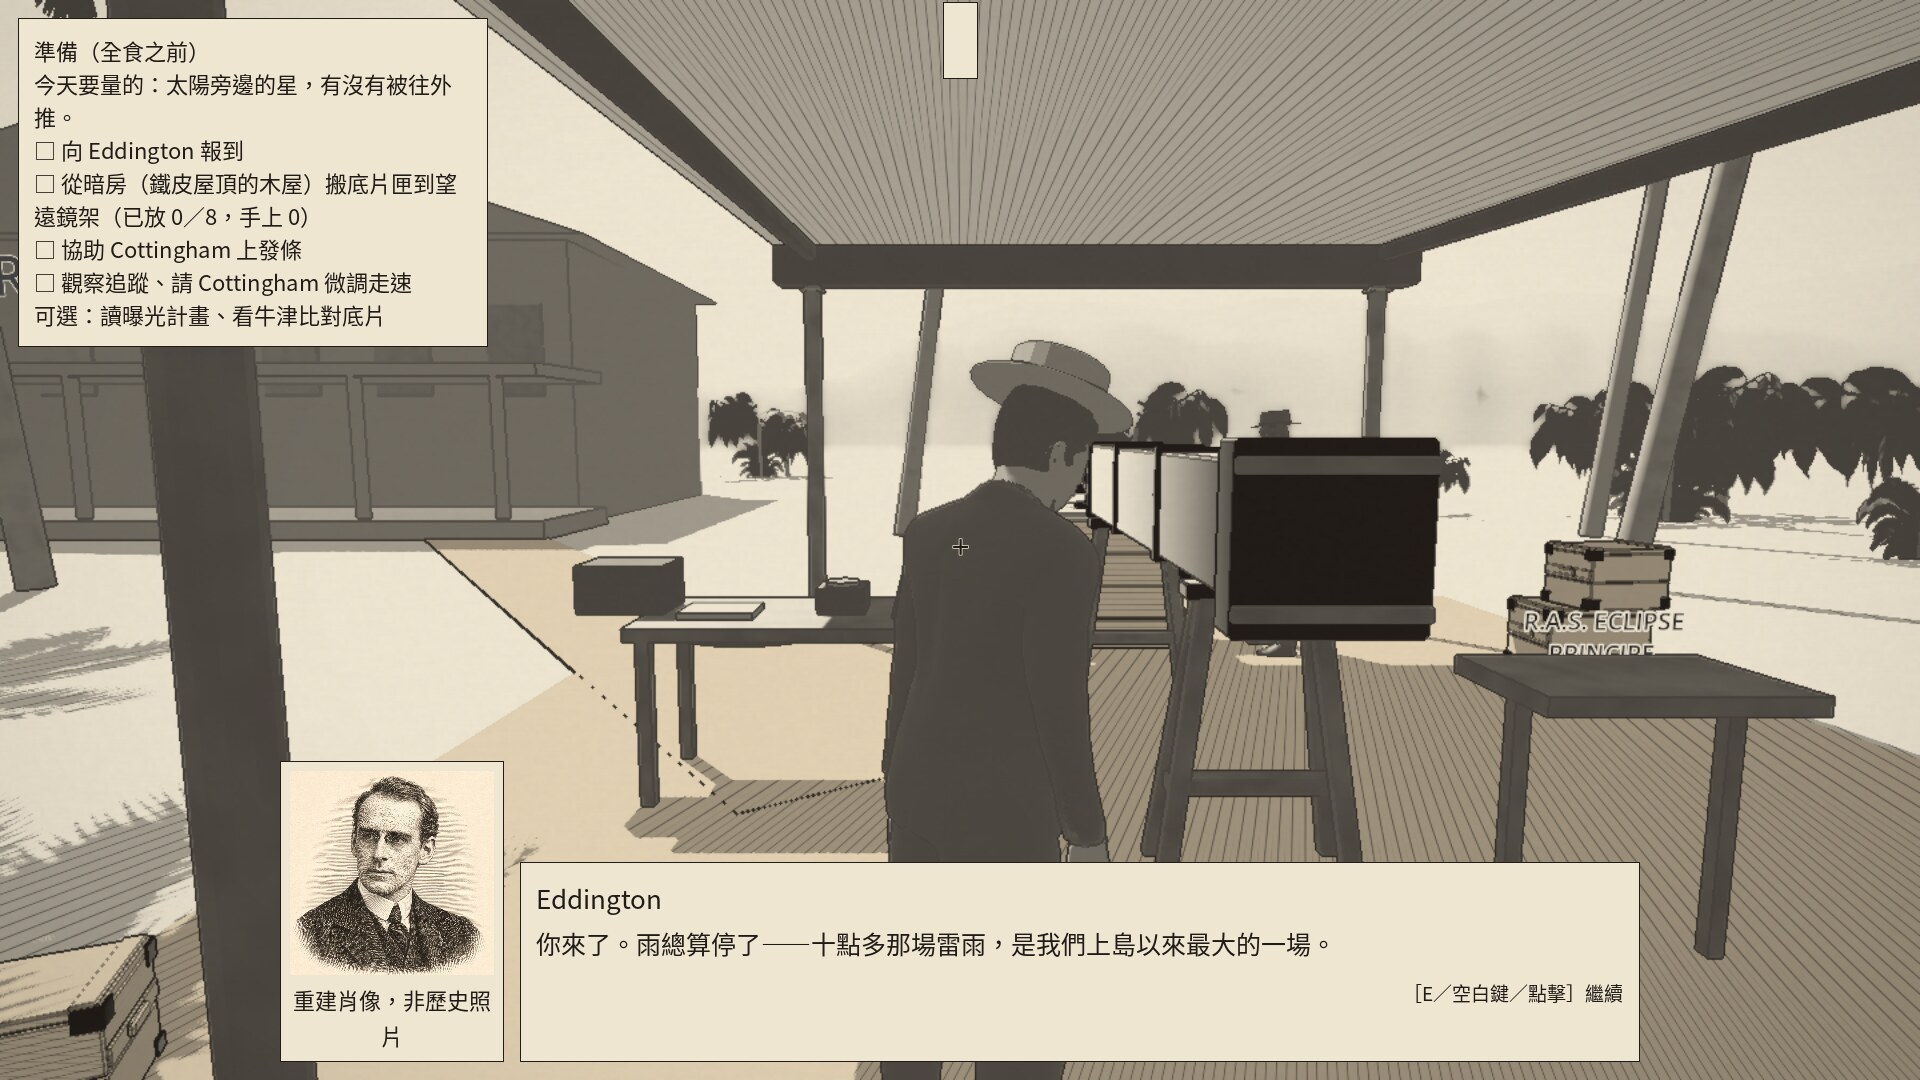 準備（全食之前）
今天要量的：太陽旁邊的星，有沒有被往外
推。
☐ 向 Eddington 報到
☐ 從暗房（鐵皮屋頂的木屋）搬底片匣到望
遠鏡架（已放 0／8，手上 0）
☐ 協助 Cottingham 上發條
☐ 觀察追蹤、請 Cottingham 微調走速
可選：讀曝光計畫、看牛津比對底片
R.A.S. ECLIPSE
PRINCIPE
Eddington
你來了。雨總算停了——十點多那場雷雨，是我們上島以來最大的一場。
［E／空白鍵／點擊］繼續
重建肖像，非歷史照
片